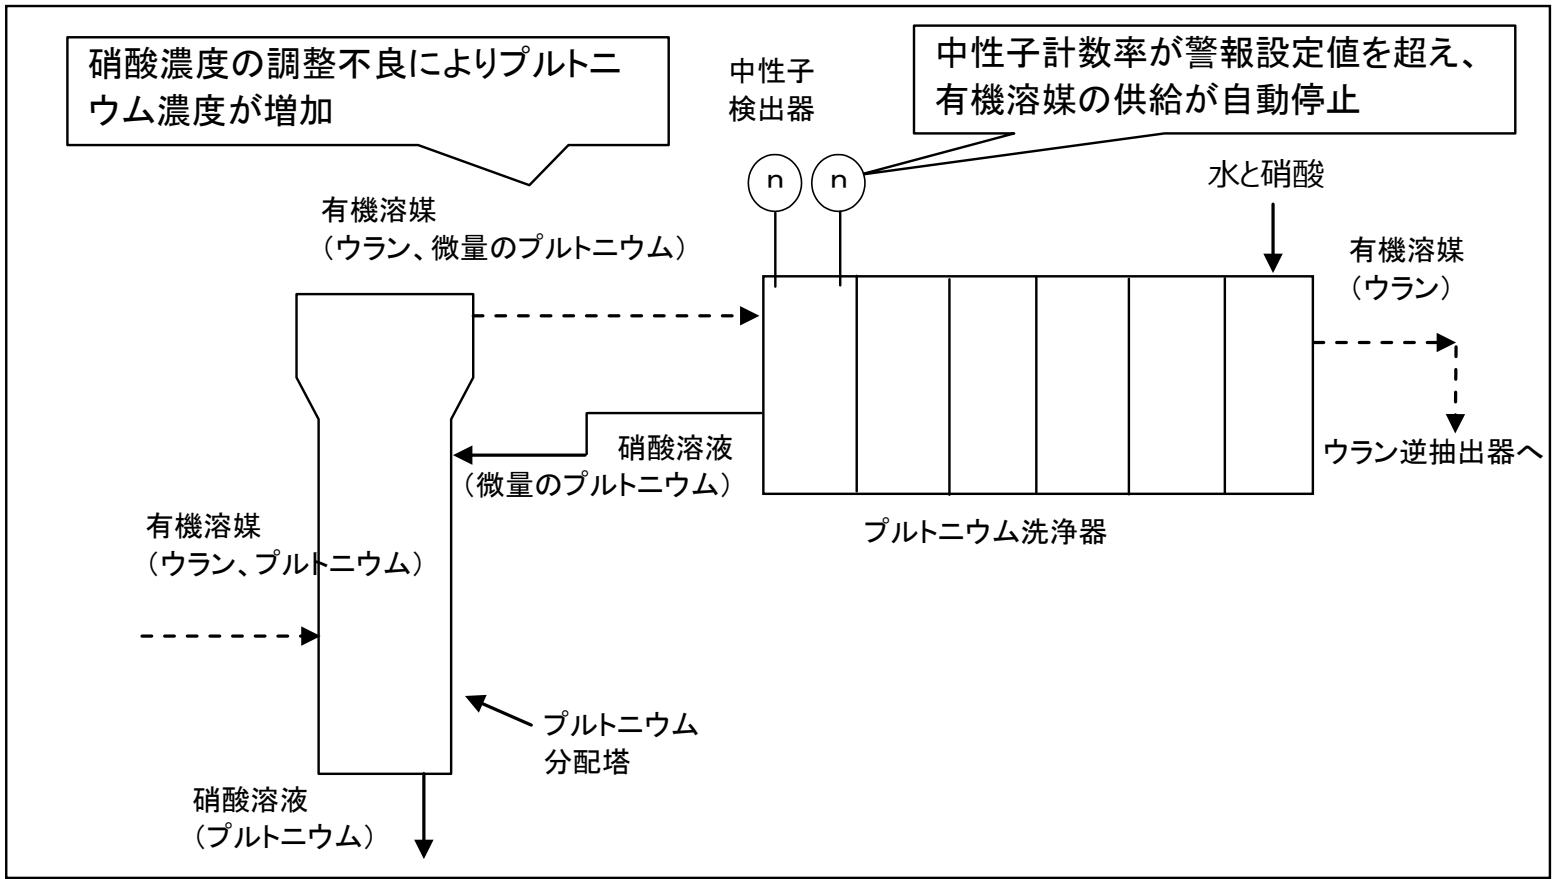 硝酸濃度の調整不良によりプルトニ
ウム濃度が増加
中性子
検出器
中性子計数率が警報設定値を超え、
有機溶媒の供給が自動停止
n
n
水と硝酸
有機溶媒
（ウラン、微量のプルトニウム）
有機溶媒
（ウラン）
硝酸溶液
（微量のプルトニウム）
ウラン逆抽出器へ
プルトニウム洗浄器
有機溶媒
（ウラン、プルトニウム）
プルトニウム
分配塔
硝酸溶液
（プルトニウム）